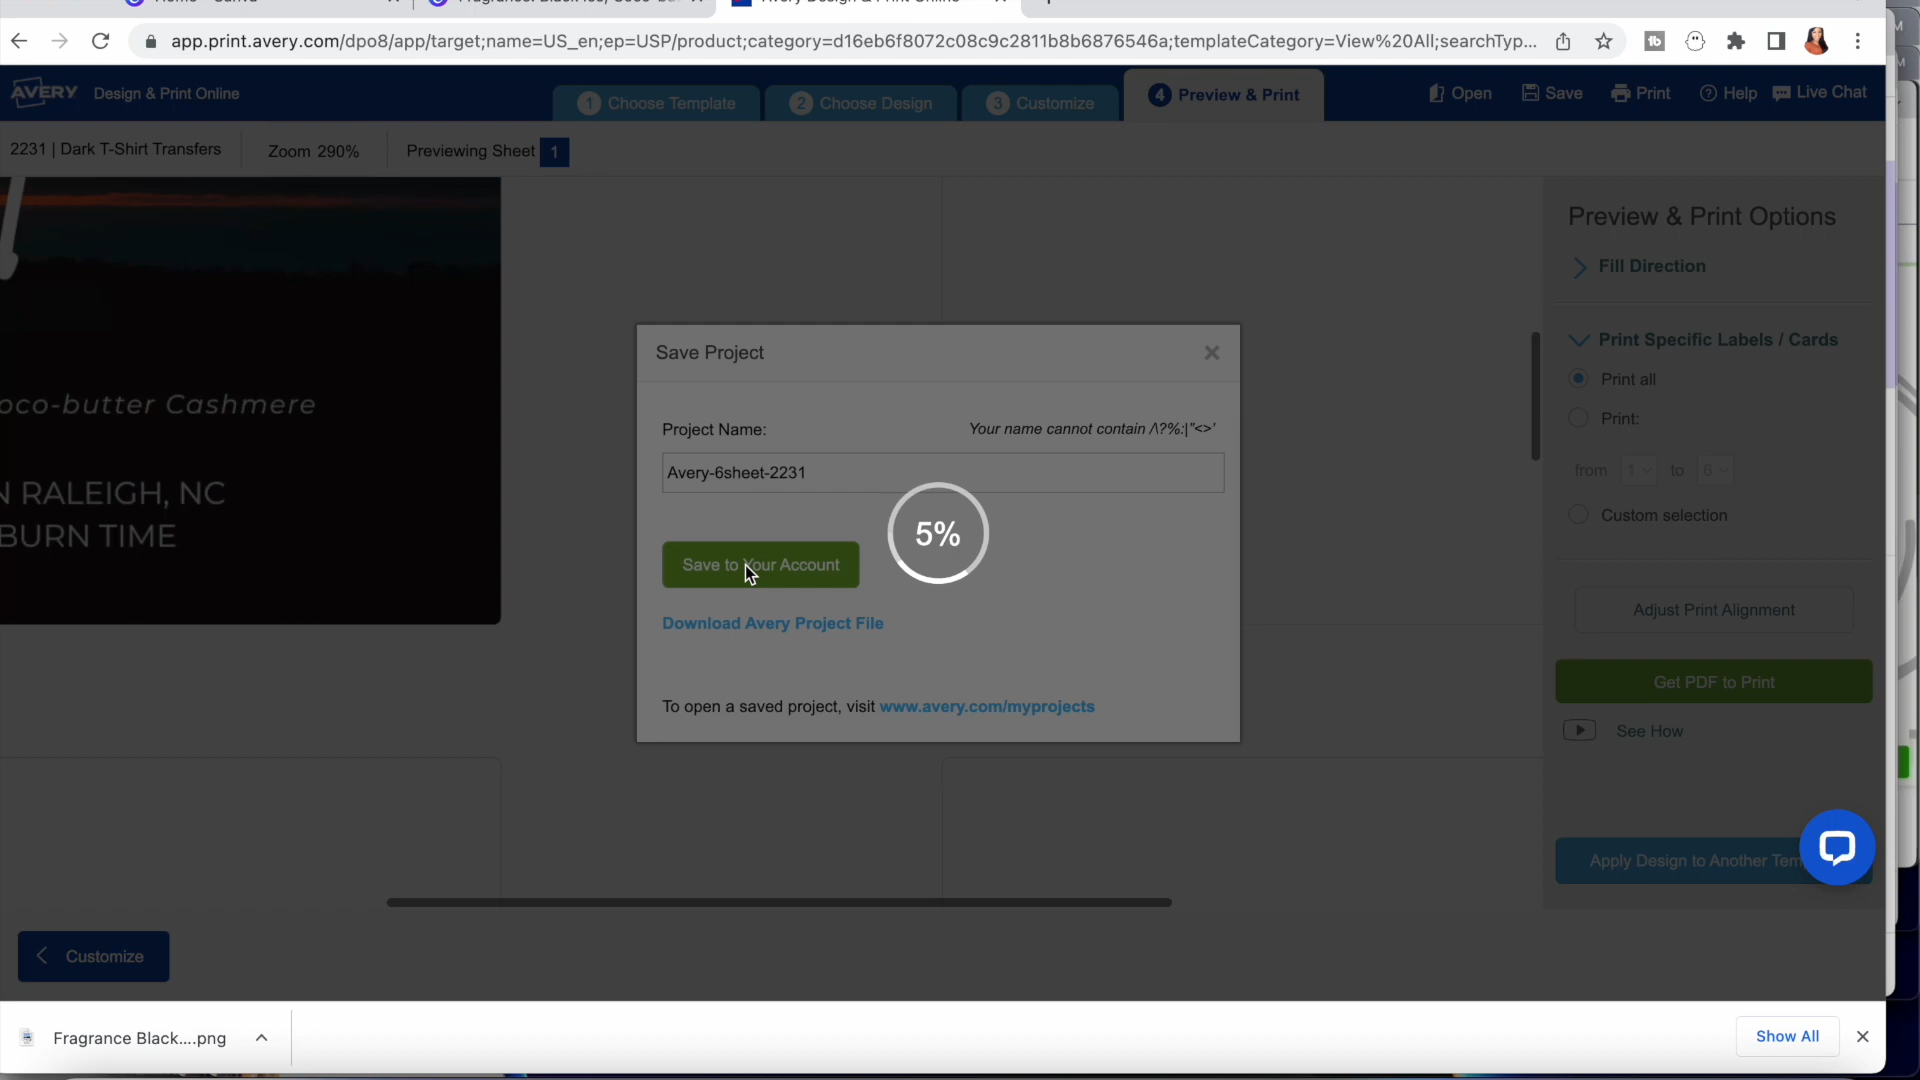 app.print.avery.com/dpo8/app/target;name=US_en;ep=USP/product;category=d16eb6f8072c08c9c2811b8b6876546a;templateCategory=View%20All;searchTyp...
AVERY Design & Print Online
1 Choose Template
2 Choose Design
3 Customize
4 Preview & Print
Open
Save
Print
Help
Live Chat
2231 | Dark T-Shirt Transfers
Zoom 290%
Previewing Sheet 1
oco-butter Cashmere
N RALEIGH, NC
BURN TIME
Save Project
Project Name:
Your name cannot contain /\?%:|"<>'
Avery-6sheet-2231
5%
Save to Your Account
Download Avery Project File
To open a saved project, visit www.avery.com/myprojects
Preview & Print Options
Fill Direction
Print Specific Labels / Cards
Print all
Print:
from 1 to 6
Custom selection
Adjust Print Alignment
Get PDF to Print
See How
Apply Design to Another Tem
Customize
Fragrance Black....png
Show All